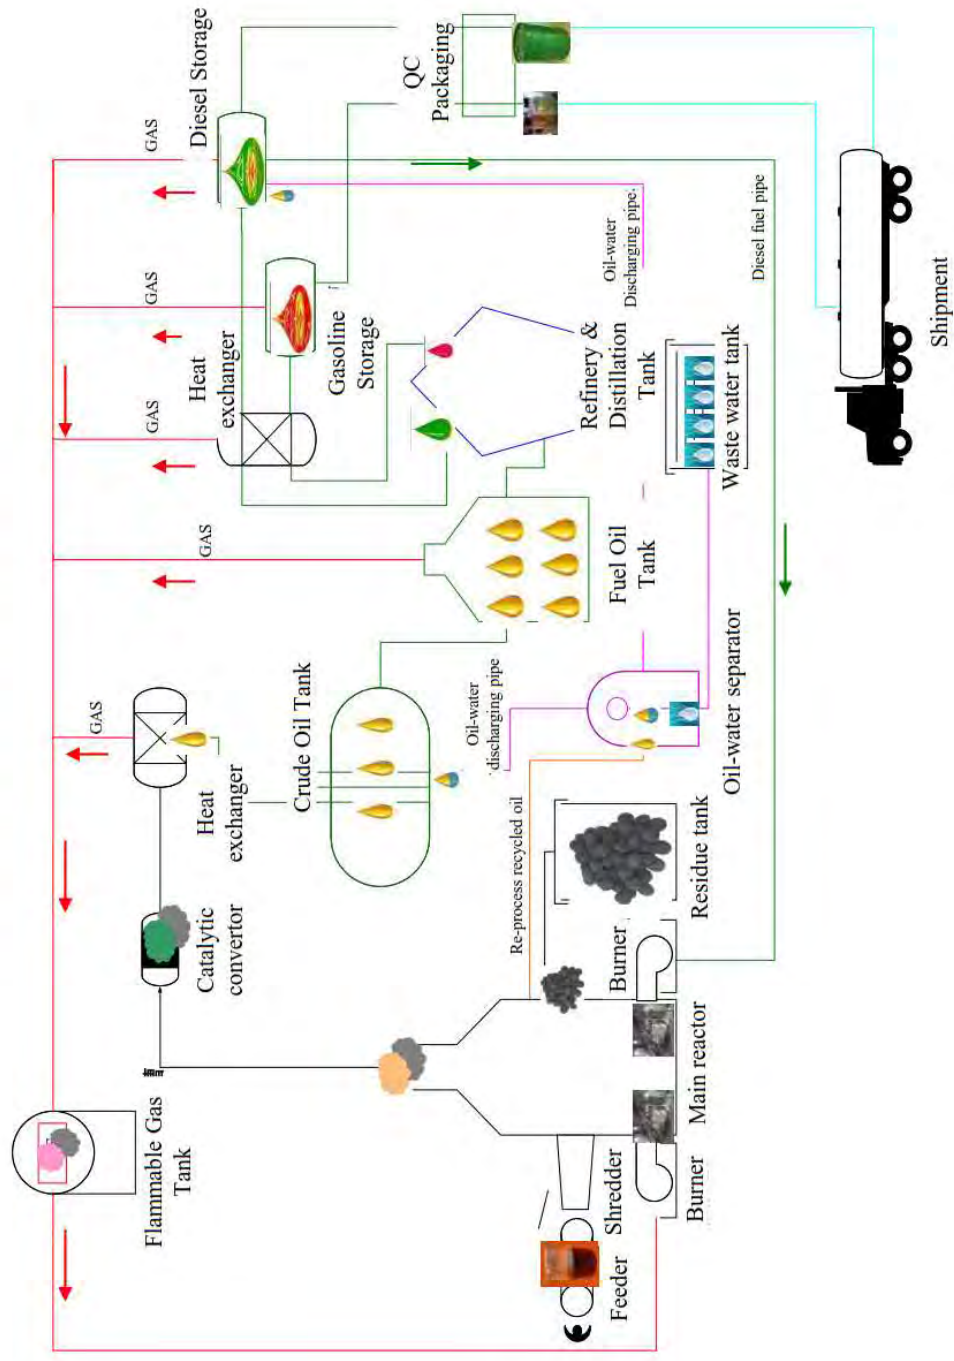 Flammable Gas
Tank
Catalytic
convertor
Heat
exchanger
GAS
GAS
GAS
Heat
exchanger
GAS
GAS
Diesel Storage
Gasoline
Storage
QC
Packaging
Crude Oil Tank
Fuel Oil
Tank
Refinery &
Distillation
Tank
Oil-water
Discharging pipe
Oil-water
discharging pipe
Re-process recycled oil
Diesel fuel pipe
Feeder
Shredder
Burner
Main reactor
Burner
Residue tank
Oil-water separator
Waste water tank
Shipment